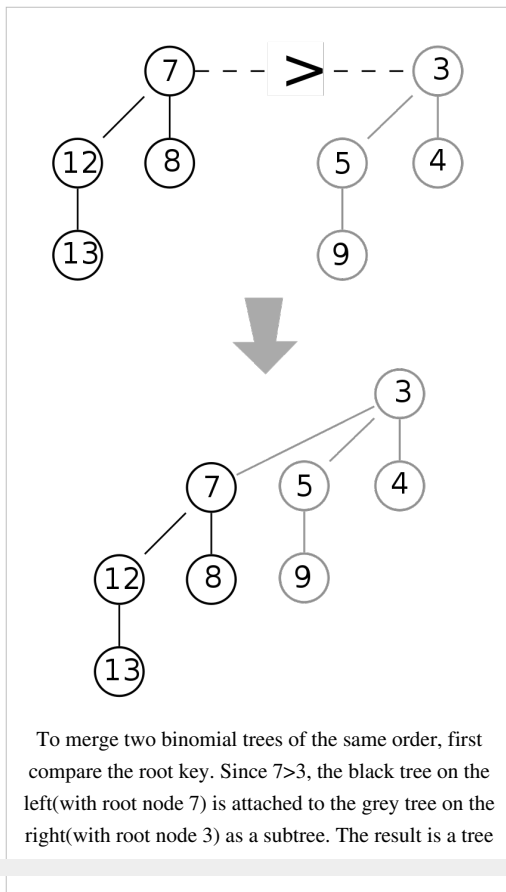 7 > 3
12 8 5 4
13 9
3
7 5 4
12 8 9
13
To merge two binomial trees of the same order, first
compare the root key. Since 7>3, the black tree on the
left(with root node 7) is attached to the grey tree on the
right(with root node 3) as a subtree. The result is a tree